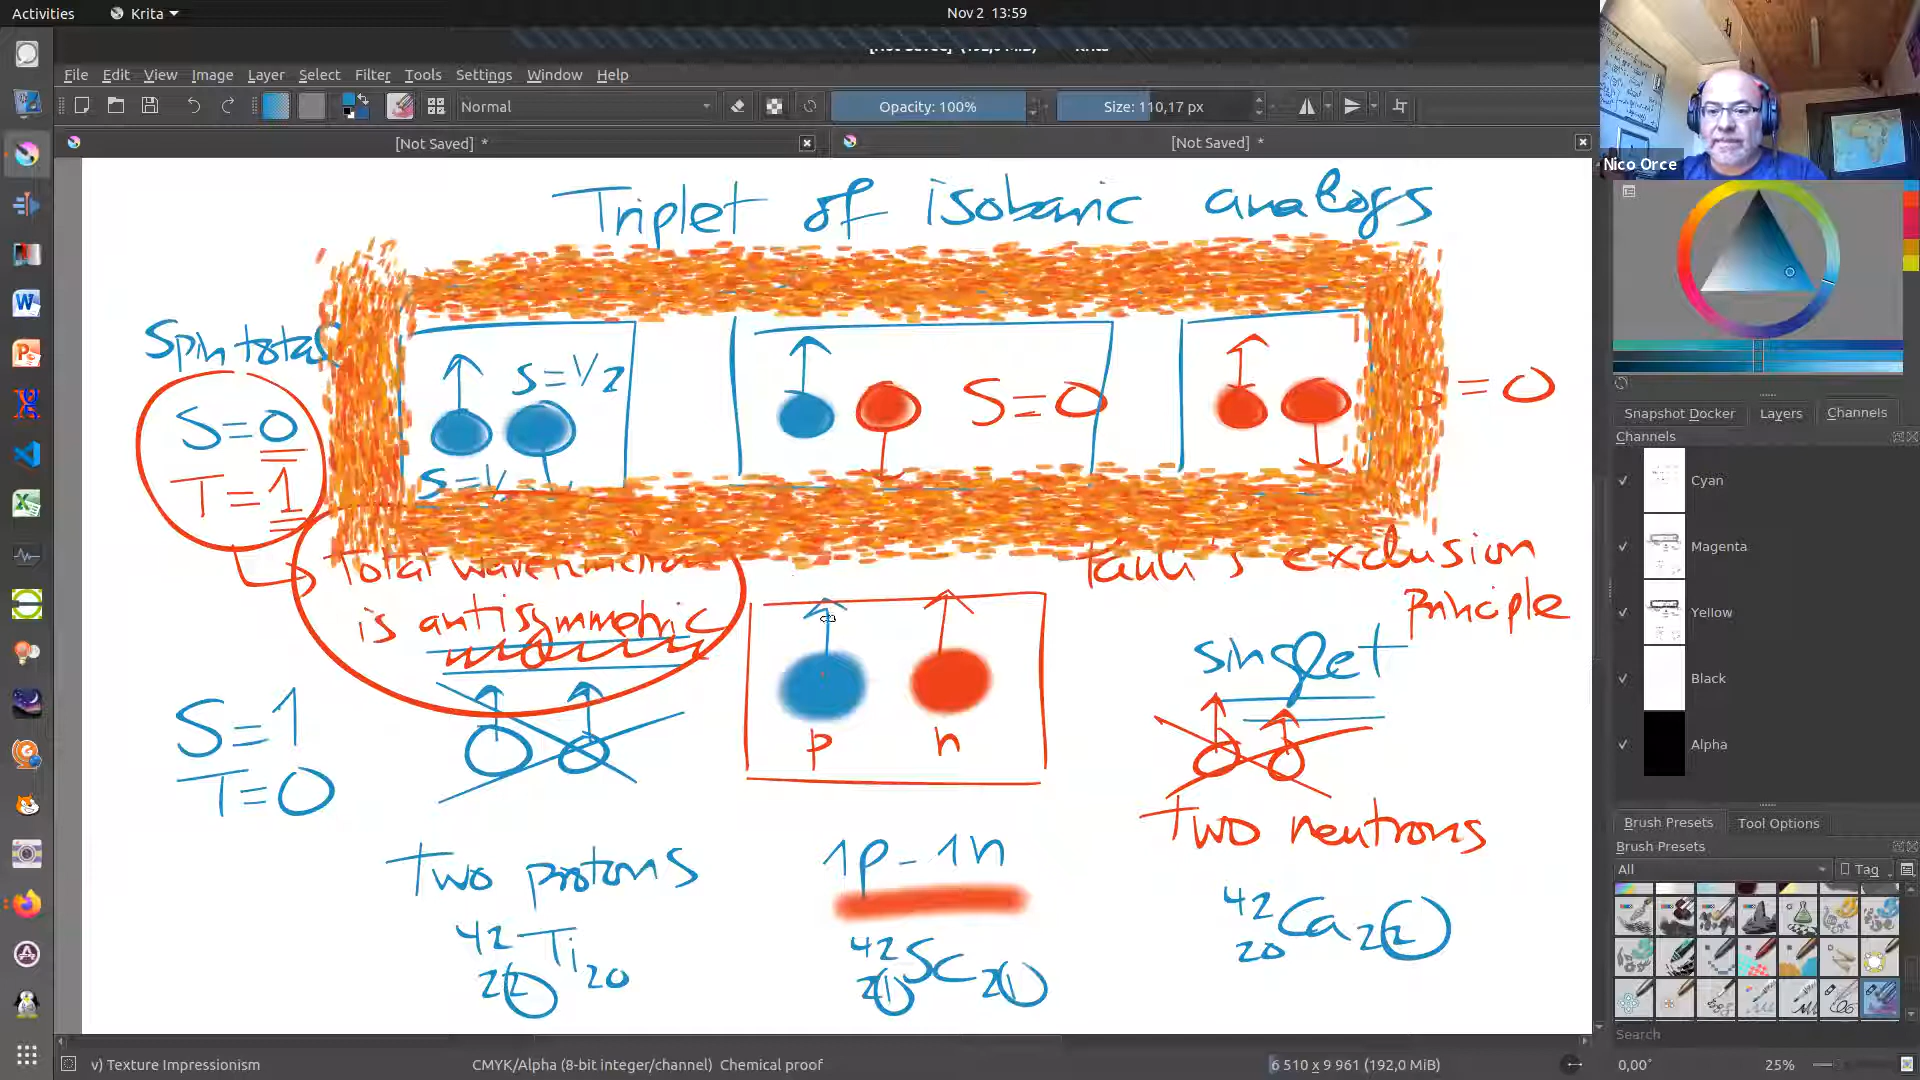 Activities
Krita
Nov 2 13:59
File Edit View Image Layer Select Filter Tools Settings Window Help
Normal
Opacity: 100%
Size: 110,17 px
[Not Saved] *
[Not Saved] *
Nico Orce
Triplet of isobaric analogs
Spin total
S=0
T=1
S=1/2
S=0
=0
Total wavefunction
is antisymmetric
Pauli's exclusion
Principle
singlet
S=1
T=0
p
n
Two protons
1p-1n
Two neutrons
42
22 Ti 20
42
21 Sc 21
42
20 Ca 22
Snapshot Docker Layers Channels
Channels
Cyan
Magenta
Yellow
Black
Alpha
Brush Presets Tool Options
Brush Presets
All
Tag
Search
v) Texture Impressionism
CMYK/Alpha (8-bit integer/channel) Chemical proof
6 510 x 9 961 (192,0 MiB)
0,00°
25%